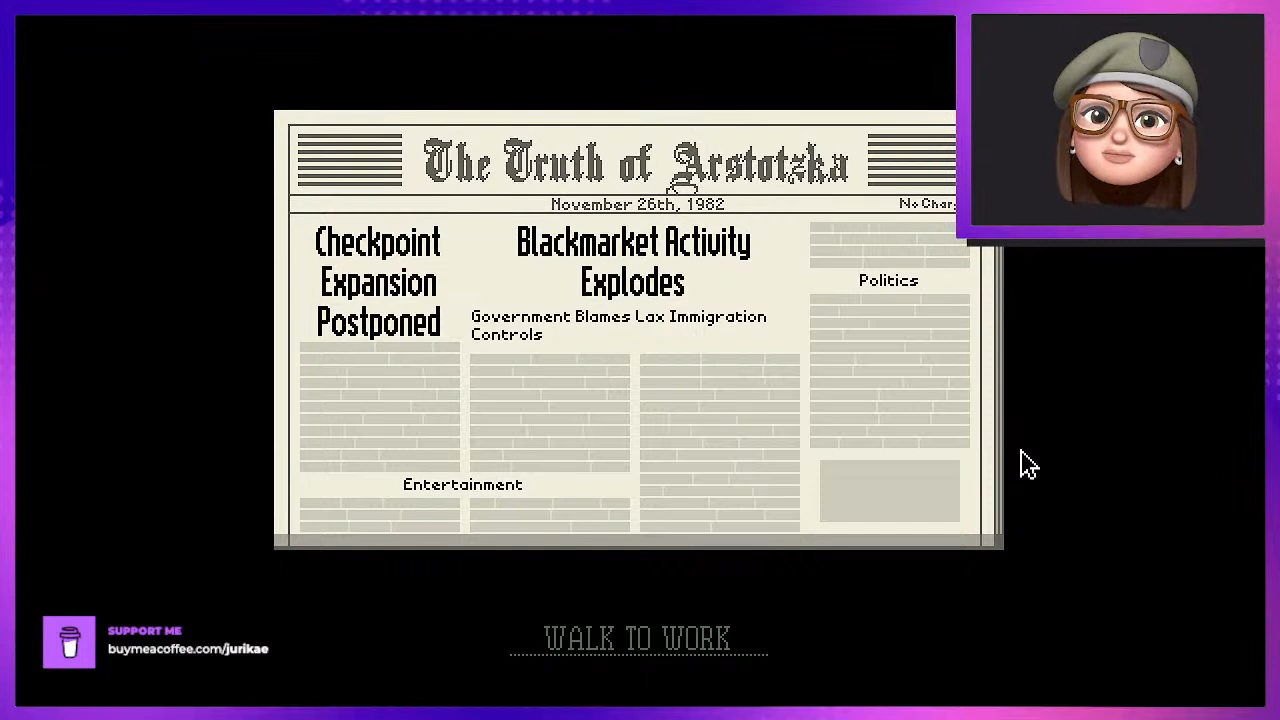 The Truth of Arstotzka
November 26th, 1982
No
Checkpoint
Expansion
Postponed
Blackmarket Activity
Explodes
Government Blames Lax Immigration
Controls
Politics
Entertainment
WALK TO WORK
SUPPORT ME
buymeacoffee.com/jurikae